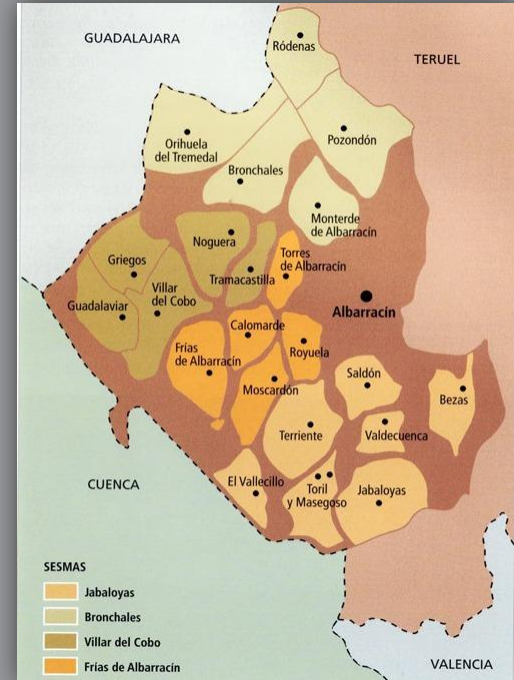 GUADALAJARA
TERUEL
Ródenas
Orihuela
del Tremedal
Pozondón
Bronchales
Monterde
de Albarracín
Noguera
Torres
de Albarracín
Griegos
Tramacastilla
Villar
del Cobo
Guadalaviar
Albarracín
Calomarde
Frías
de Albarracín
Royuela
Moscardón
Saldón
Bezas
Terriente
Valdecuenca
El Vallecillo
Toril
y Masegoso
Jabaloyas
CUENCA
SESMAS
Jabaloyas
Bronchales
Villar del Cobo
Frías de Albarracín
VALENCIA